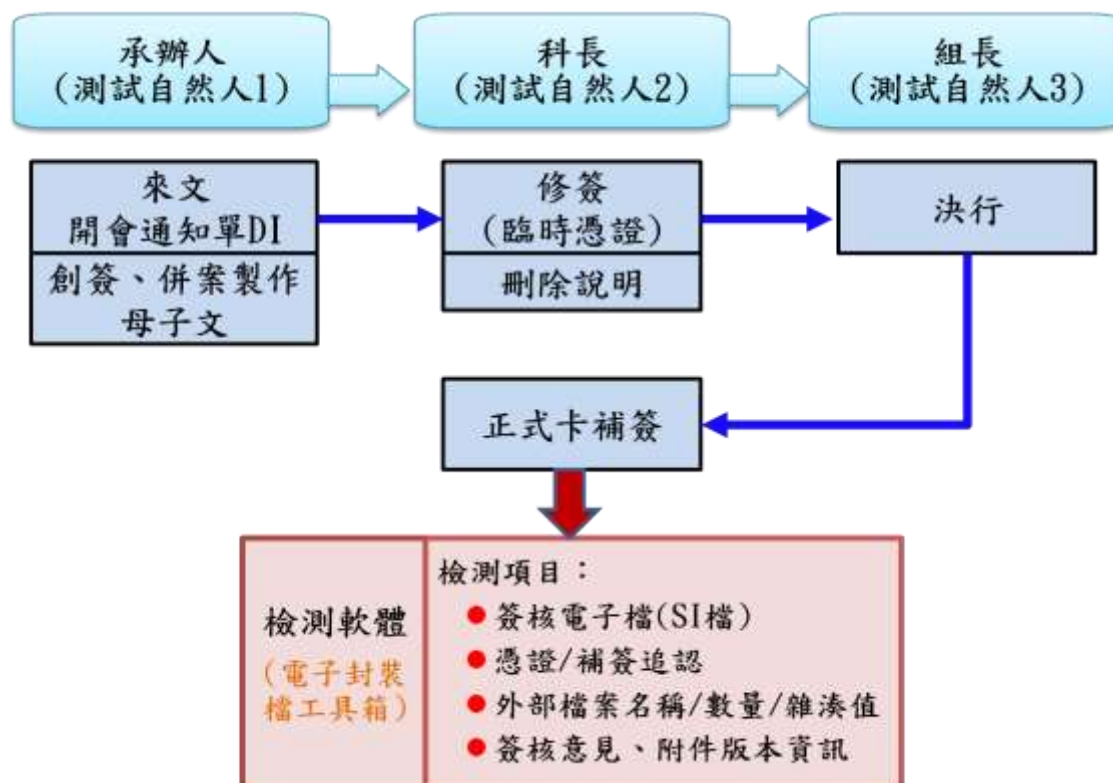 承辦人
(測試自然人1)
科長
(測試自然人2)
組長
(測試自然人3)
來文
開會通知單DI
創簽、併案製作
母子文
修簽
(臨時憑證)
刪除說明
決行
正式卡補簽
檢測軟體
(電子封裝
檔工具箱)
檢測項目：
簽核電子檔(SI檔)
憑證/補簽追認
外部檔案名稱/數量/雜湊值
簽核意見、附件版本資訊